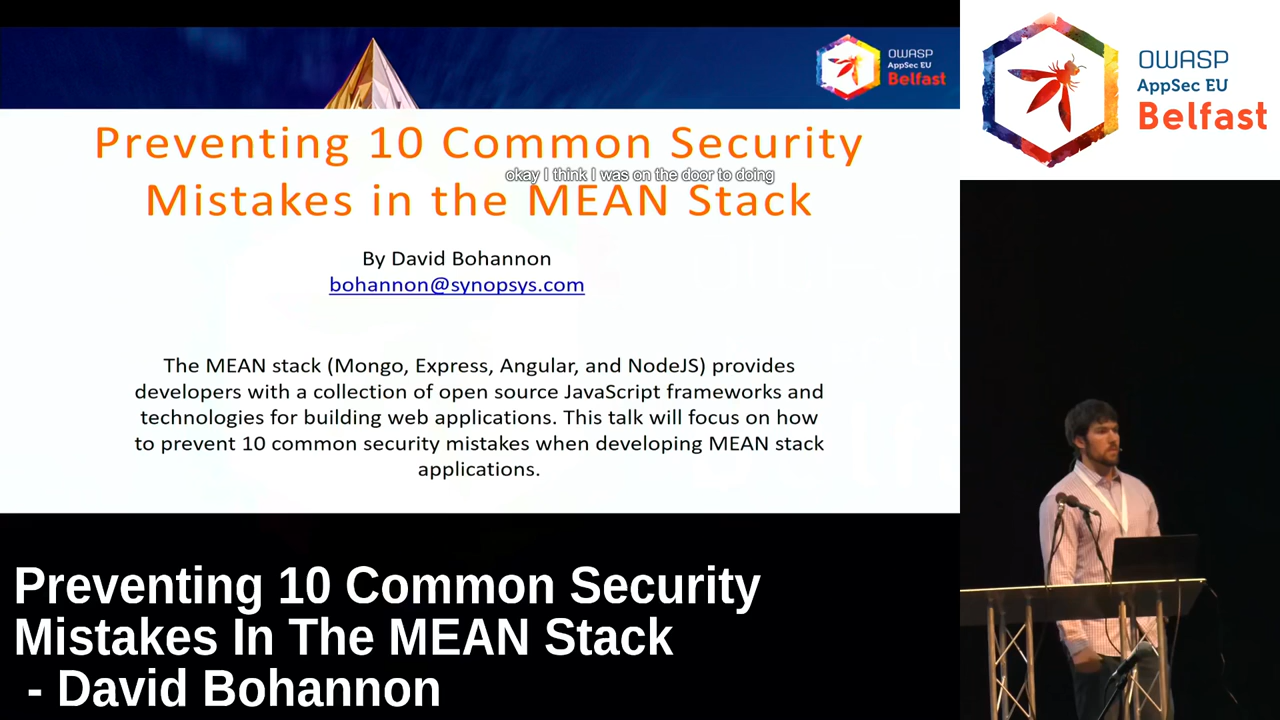 OWASP
AppSec EU
Belfast
Preventing 10 Common Security
okay I think I was on the door to doing
Mistakes in the MEAN Stack
By David Bohannon
bohannon@synopsys.com
The MEAN stack (Mongo, Express, Angular, and NodeJS) provides
developers with a collection of open source JavaScript frameworks and
technologies for building web applications. This talk will focus on how
to prevent 10 common security mistakes when developing MEAN stack
applications.
OWASP
AppSec EU
Belfast
Preventing 10 Common Security
Mistakes In The MEAN Stack
- David Bohannon